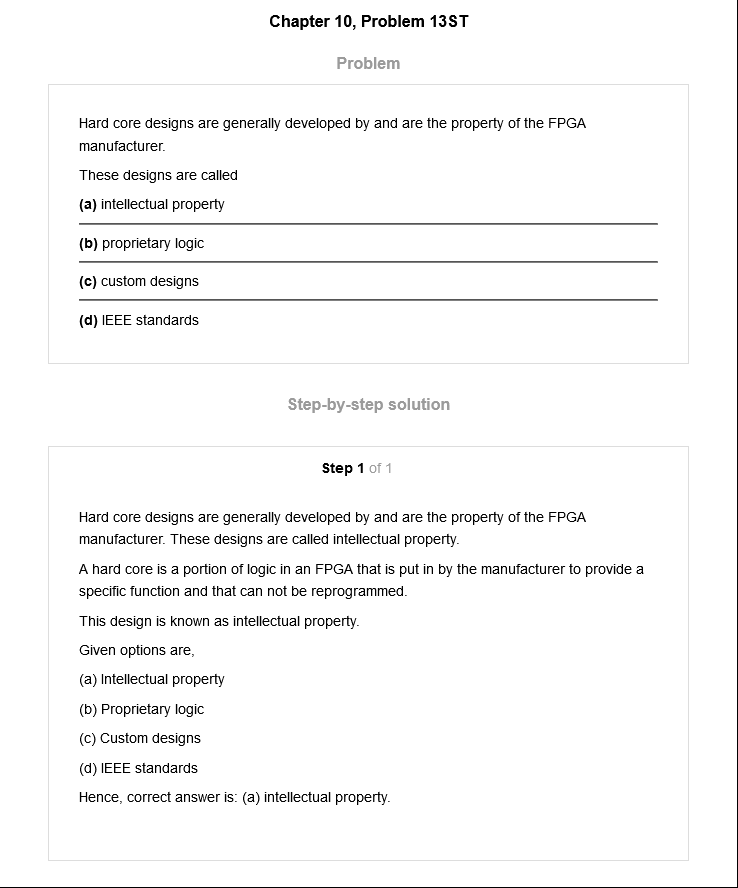 Chapter 10, Problem 13ST
Problem
Hard core designs are generally developed by and are the property of the FPGA
manufacturer.
These designs are called
(a) intellectual property
(b) proprietary logic
(c) custom designs
(d) IEEE standards
Step-by-step solution
Step 1 of 1
Hard core designs are generally developed by and are the property of the FPGA
manufacturer. These designs are called intellectual property.
A hard core is a portion of logic in an FPGA that is put in by the manufacturer to provide a
specific function and that can not be reprogrammed.
This design is known as intellectual property.
Given options are,
(a) Intellectual property
(b) Proprietary logic
(c) Custom designs
(d) IEEE standards
Hence, correct answer is: (a) intellectual property.